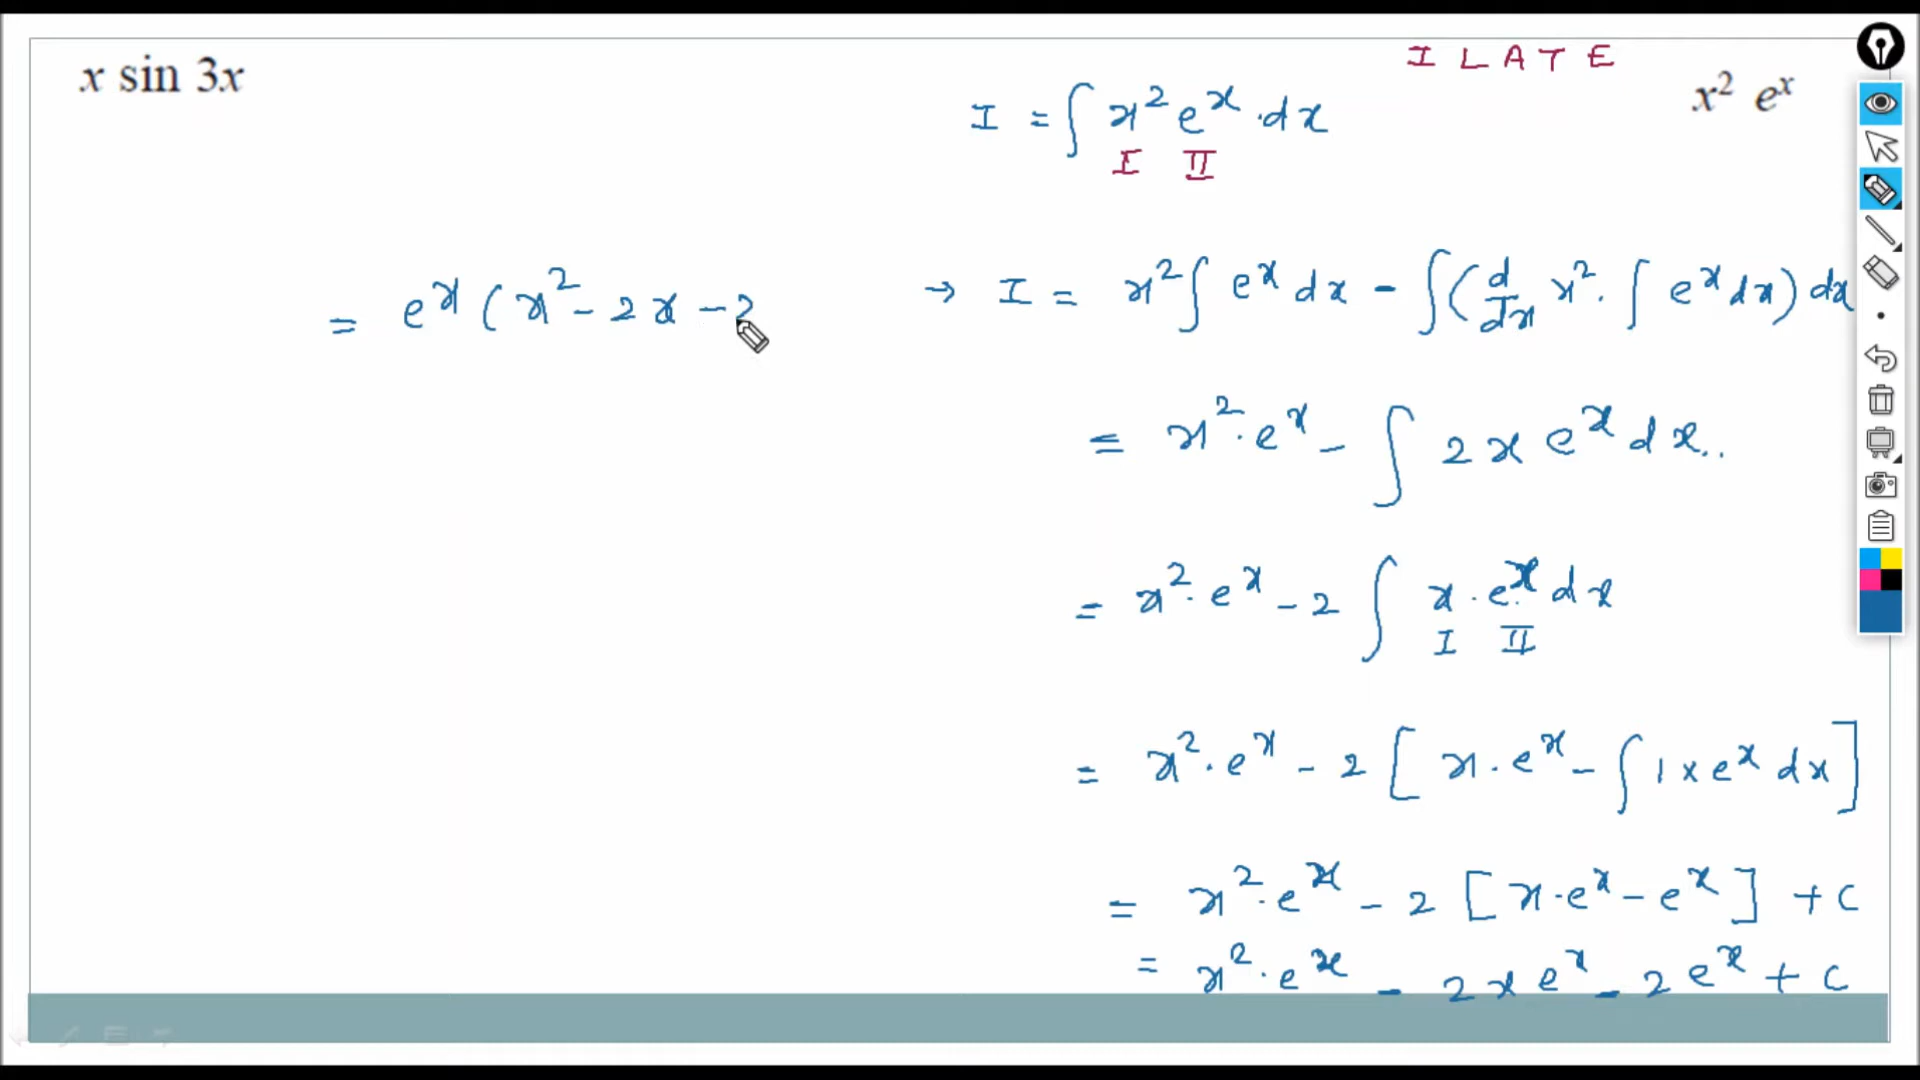 x sin 3x
I L A T E
x² eˣ
I = ∫ x² eˣ · dx
I II
→ I = x² ∫ eˣ dx - ∫ ( d/dx x² · ∫ eˣ dx ) dx
= x² · eˣ - ∫ 2x eˣ dx ..
= x² · eˣ - 2 ∫ x · eˣ dx
I II
= x² · eˣ - 2 [ x · eˣ - ∫ 1 × eˣ dx ]
= x² · eˣ - 2 [ x · eˣ - eˣ ] + C
= x² · eˣ - 2x eˣ - 2 eˣ + C
= eˣ ( x² - 2x - 2